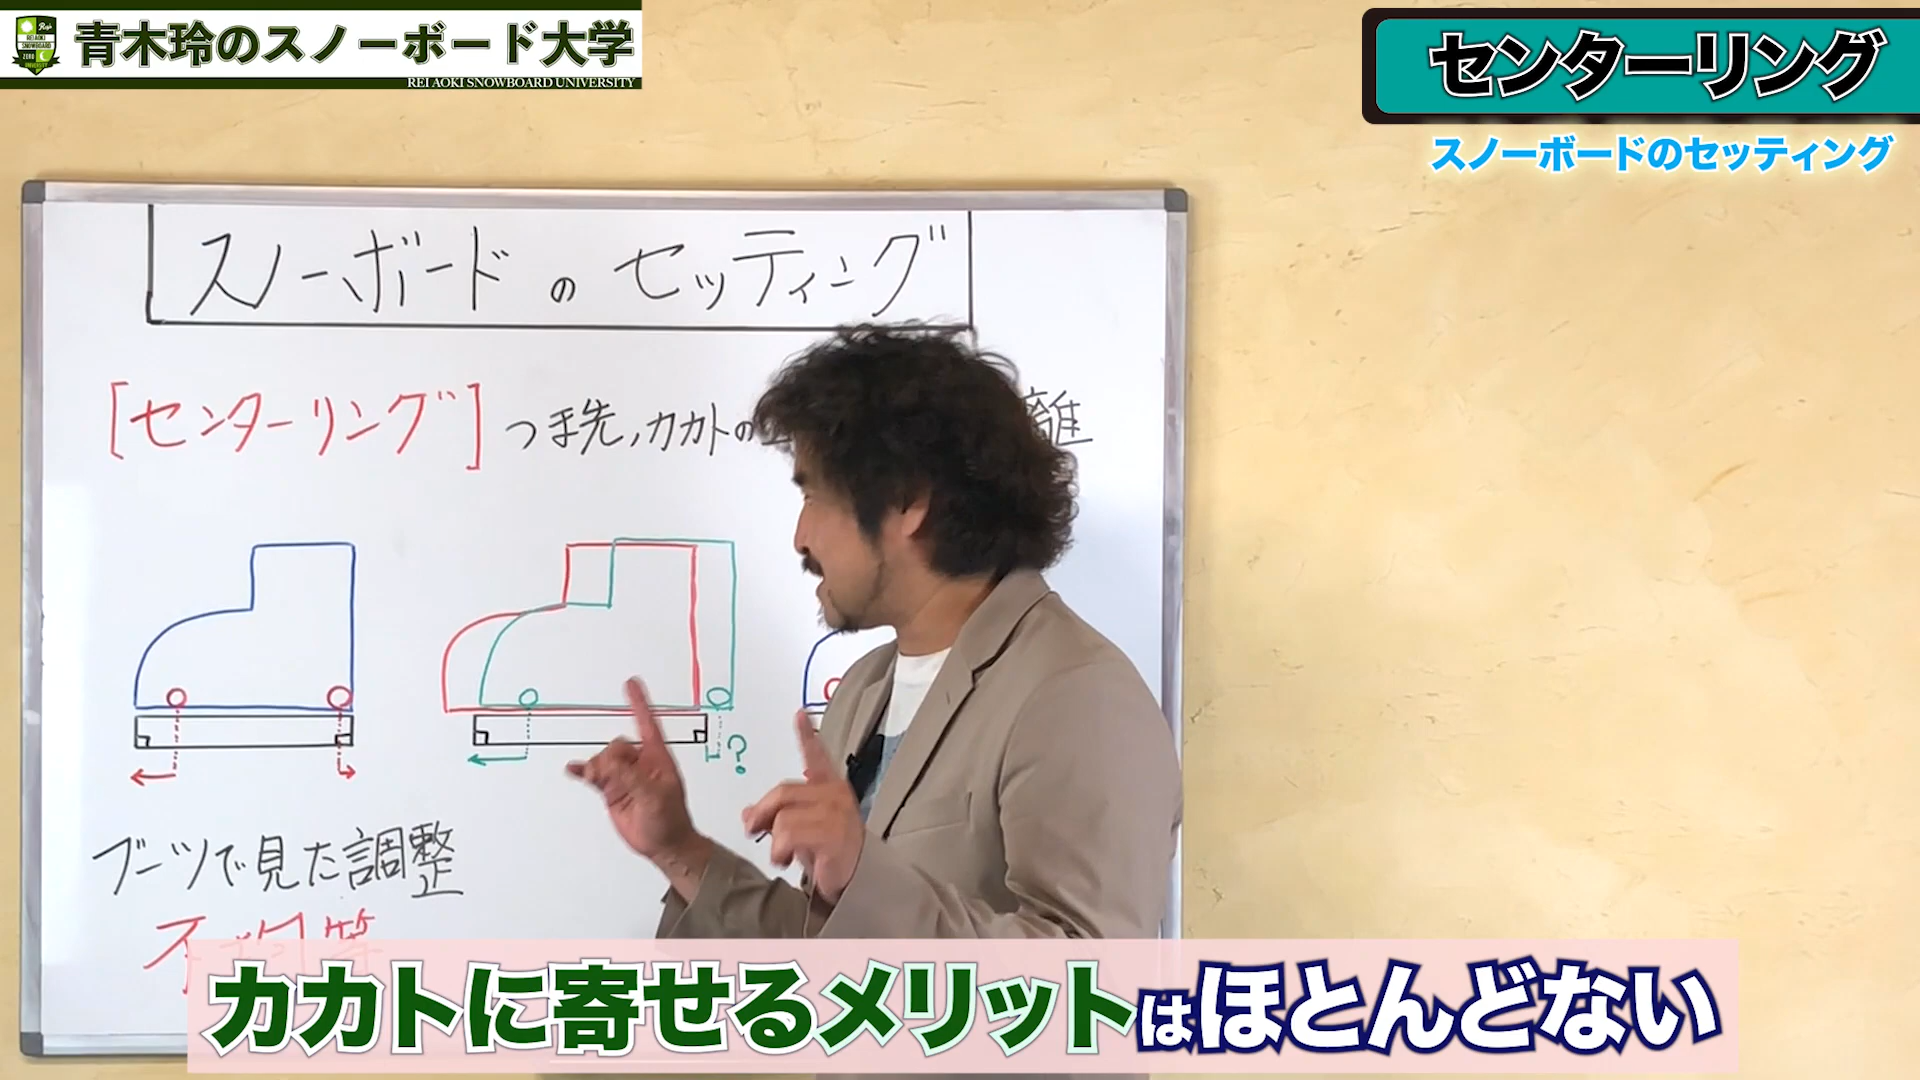 青木玲のスノーボード大学
REI AOKI SNOWBOARD UNIVERSITY
センターリング
スノーボードのセッティング
スノーボードのセッティング
[センターリング] つま先,カカトの 離
?
ブーツで見た調整
不均等
カカトに寄せるメリットはほとんどない